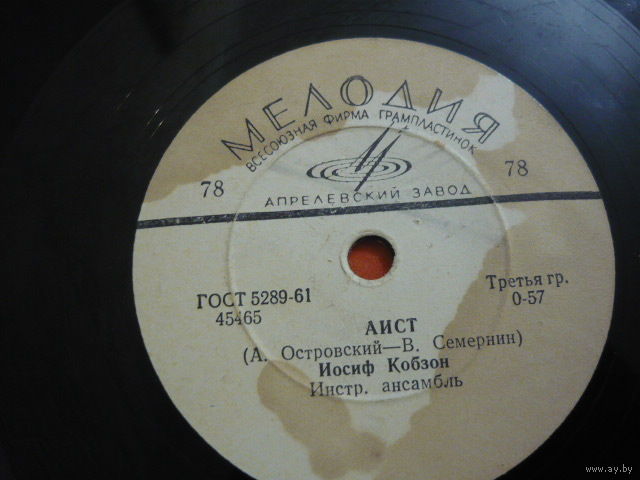 МЕЛОДИЯ
ВСЕСОЮЗНАЯ ФИРМА ГРАМПЛАСТИНОК
78
78
АПРЕЛЕВСКИЙ ЗАВОД
ГОСТ 5289-61
45465
Третья гр.
0-57
АИСТ
(А. Островский—В. Семернин)
Иосиф Кобзон
Инстр. ансамбль
www.ay.by